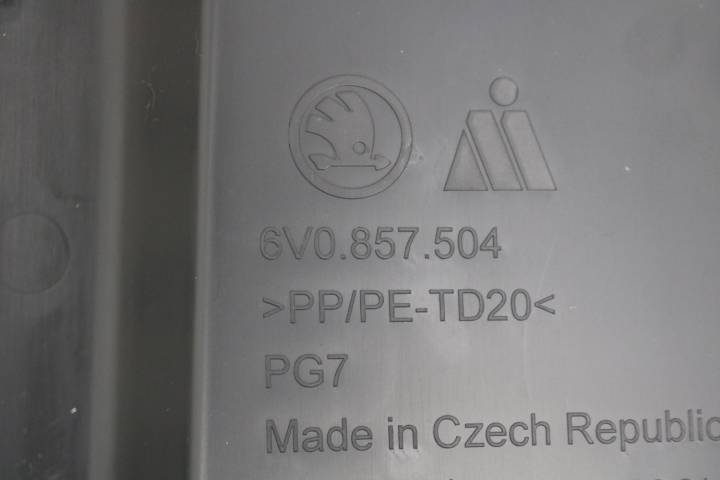 6V0.857.504
>PP/PE-TD20<
PG7
Made in Czech Republic